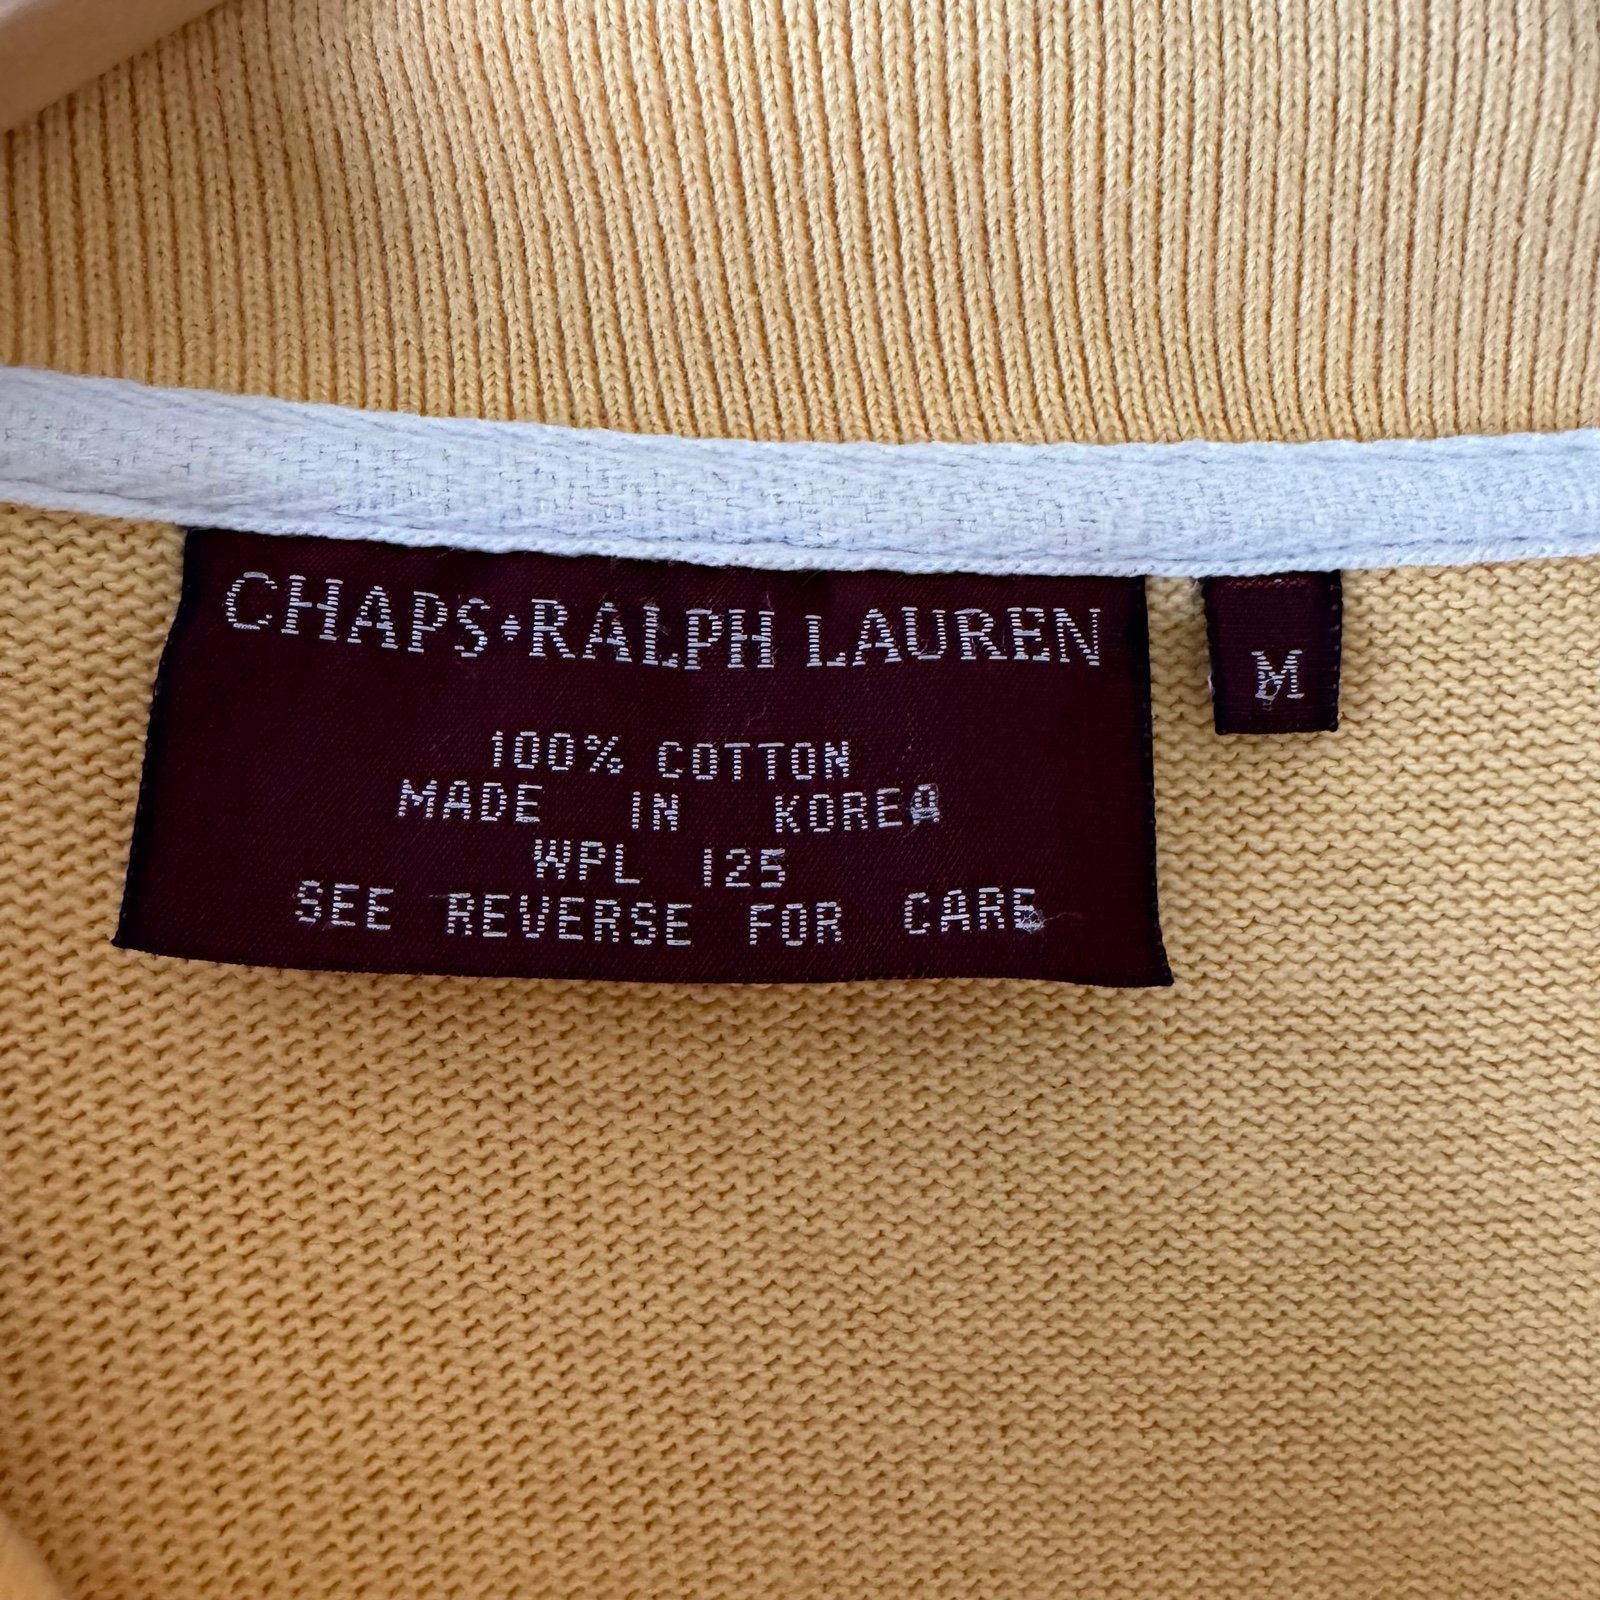 CHAPS•RALPH LAUREN
M
100% COTTON
MADE IN KOREA
WPL 125
SEE REVERSE FOR CARE